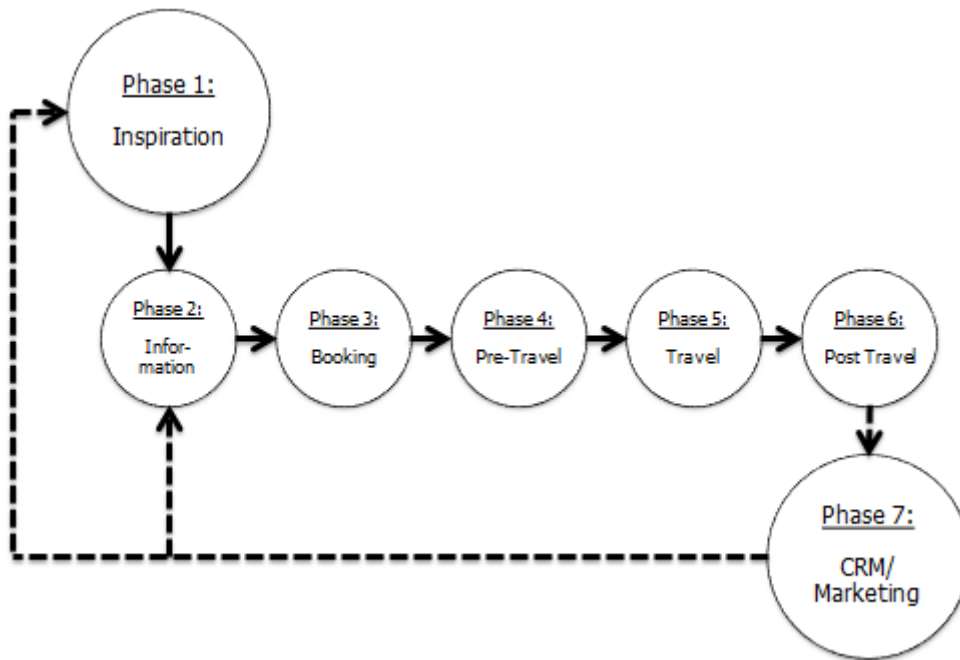 Phase 1:
Inspiration
Phase 2:
Infor-
mation
Phase 3:
Booking
Phase 4:
Pre-Travel
Phase 5:
Travel
Phase 6:
Post Travel
Phase 7:
CRM/
Marketing